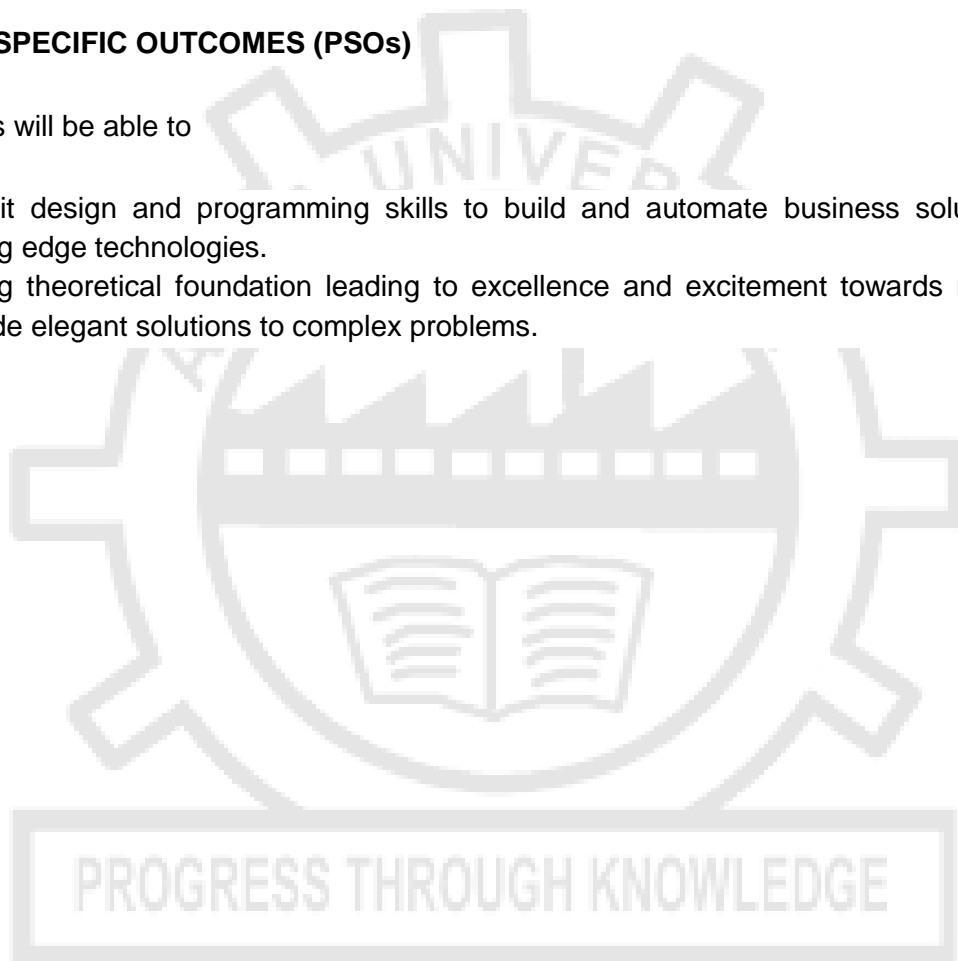 SPECIFIC OUTCOMES (PSOs)
s will be able to
UNIVER
it design and programming skills to build and automate business solu
g edge technologies.
g theoretical foundation leading to excellence and excitement towards
de elegant solutions to complex problems.
A
PROGRESS THROUGH KNOWLEDGE